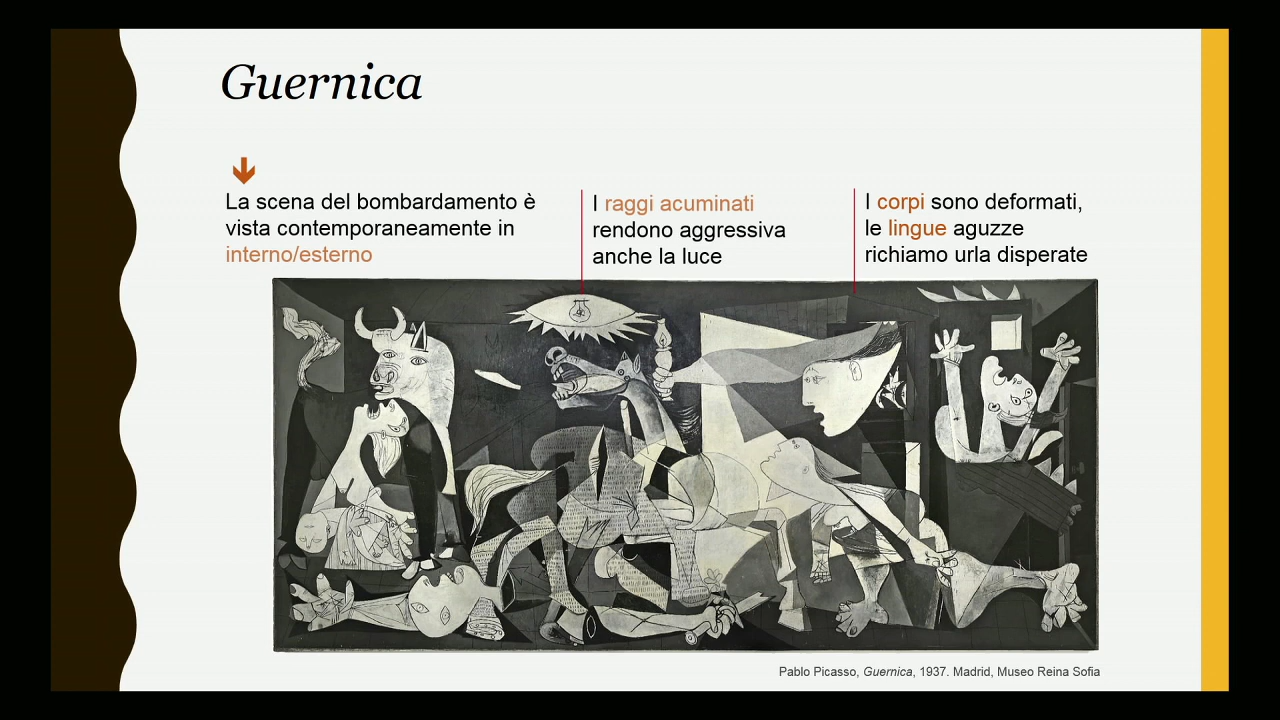 Guernica
La scena del bombardamento è
vista contemporaneamente in
interno/esterno
I raggi acuminati
rendono aggressiva
anche la luce
I corpi sono deformati,
le lingue aguzze
richiamo urla disperate
Pablo Picasso, Guernica, 1937. Madrid, Museo Reina Sofia